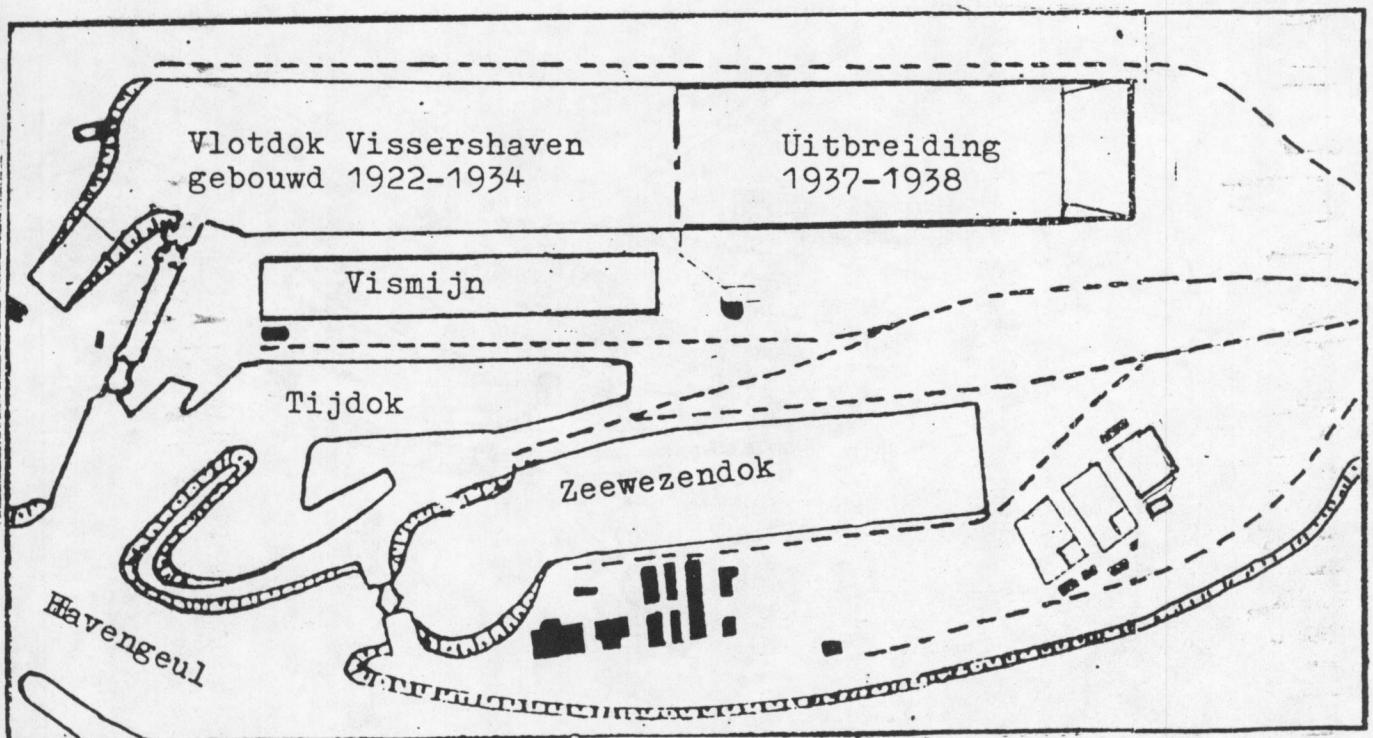 Vlotdok Vissershaven
gebouwd 1922-1934
Uitbreiding
1937-1938
Vismijn
Tijdok
Zeewezendok
Havengeul